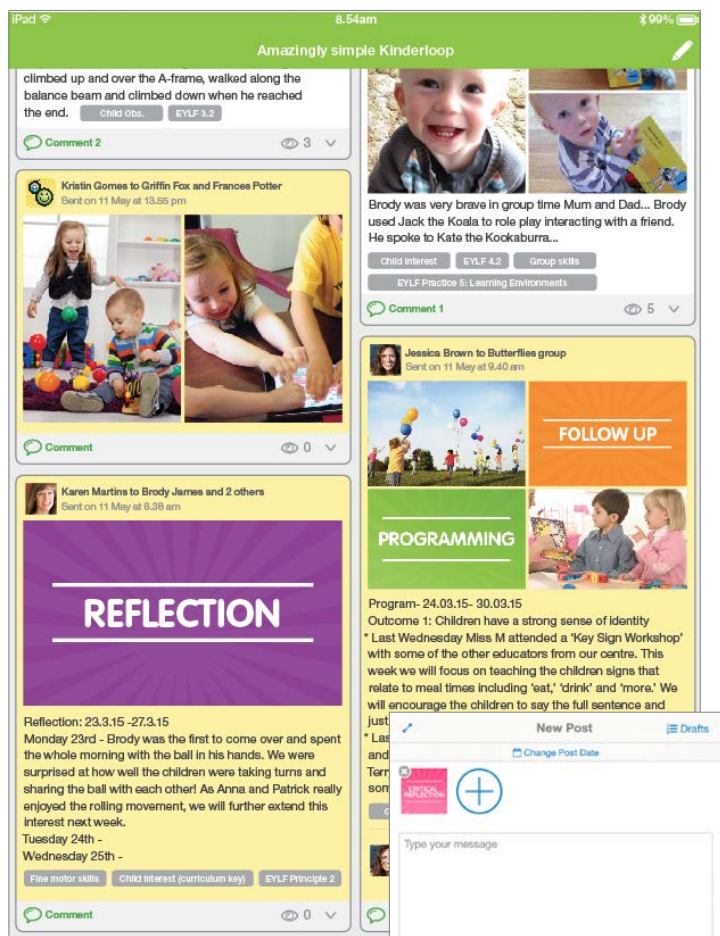 iPad
8.54am
99%
Amazingly simple Kinderloop
climbed up and over the A-frame, walked along the
balance beam and climbed down when he reached
the end.
Child Obs.
EYLF 3.2
Comment 2
3
Kristin Gomes to Griffin Fox and Frances Potter
Sent on 11 May at 13.55 pm
Comment
0
Karen Martins to Brody James and 2 others
Sent on 11 May at 8.38 am
REFLECTION
Reflection: 23.3.15 -27.3.15
Monday 23rd - Brody was the first to come over and spent
the whole morning with the ball in his hands. We were
surprised at how well the children were taking turns and
sharing the ball with each other! As Anna and Patrick really
enjoyed the rolling movement, we will further extend this
interest next week.
Tuesday 24th -
Wednesday 25th -
Fine motor skills
Child Interest (curriculum key)
EYLF Principle 2
Comment
0
Brody was very brave in group time Mum and Dad... Brody
used Jack the Koala to role play interacting with a friend.
He spoke to Kate the Kookaburra...
Child Interest
EYLF 4.2
Group skills
EYLF Practice 5: Learning Environments
Comment 1
5
Jessica Brown to Butterflies group
Sent on 11 May at 9.40 am
FOLLOW UP
PROGRAMMING
Program- 24.03.15- 30.03.15
Outcome 1: Children have a strong sense of identity
* Last Wednesday Miss M attended a ‘Key Sign Workshop’
with some of the other educators from our centre. This
week we will focus on teaching the children signs that
relate to meal times including ‘eat,’ ‘drink’ and ‘more.’ We
will encourage the children to say the full sentence and
just
* Las
and
Terr
som
New Post
Drafts
Change Post Date
CRITICAL
REFLECTION
Type your message